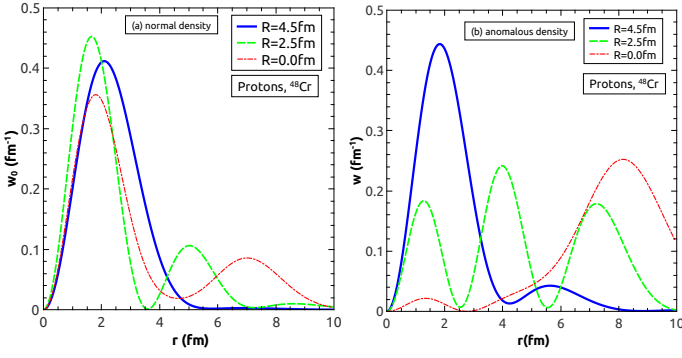 (a) normal density
R=4.5fm
R=2.5fm
R=0.0fm
Protons, ⁴⁸Cr
w₀ (fm⁻¹)
0.5
0.4
0.3
0.2
0.1
0
0 2 4 6 8 10
r (fm)
(b) anomalous density
R=4.5fm
R=2.5fm
R=0.0fm
Protons, ⁴⁸Cr
w (fm⁻¹)
0.5
0.4
0.3
0.2
0.1
0
0 2 4 6 8 10
r(fm)